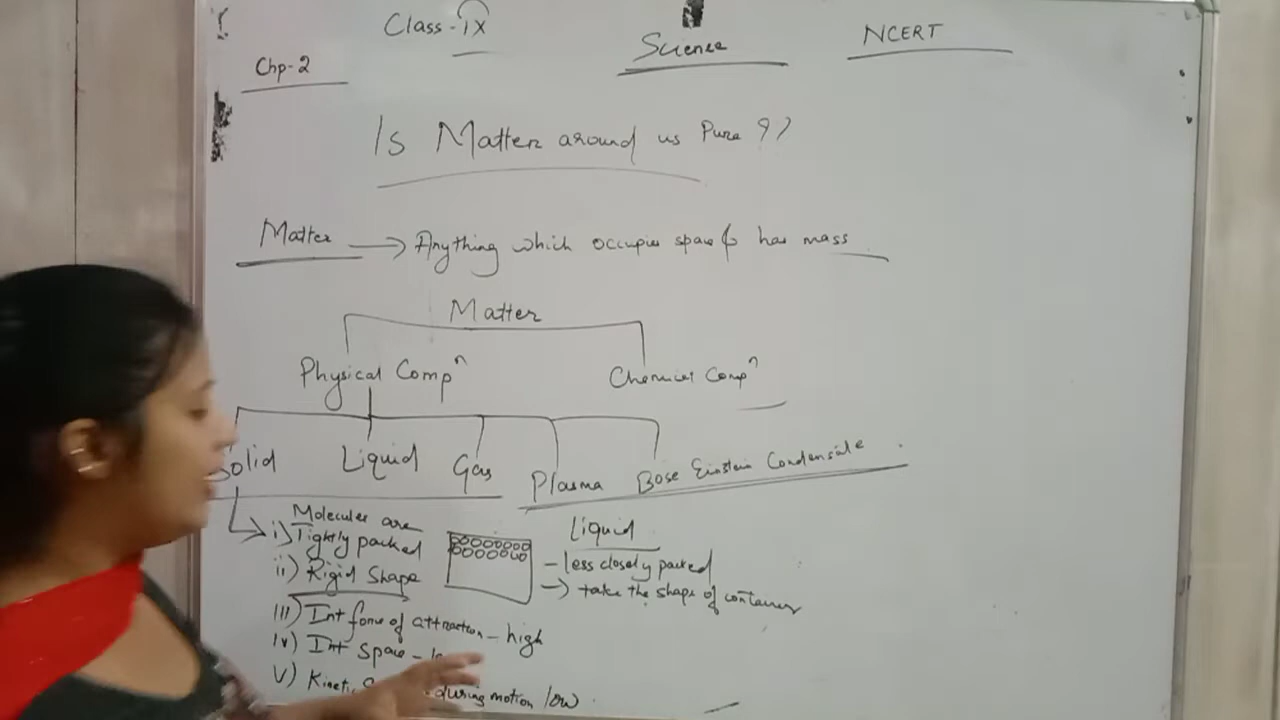 Class-ix
Science
NCERT
Chp-2
Is Matter around us Pure ??
Matter → Anything which occupies space & has mass
Matter
Physical Compⁿ
Chemical Compⁿ
Solid
Liquid
Gas
Plasma
Bose Einstein Condensate
Molecules are
i) Tightly packed
ii) Rigid Shape
III) Int force of attraction - high
IV) Int space -
V) during motion low
Liquid
- less closely packed
→ take the shape of container